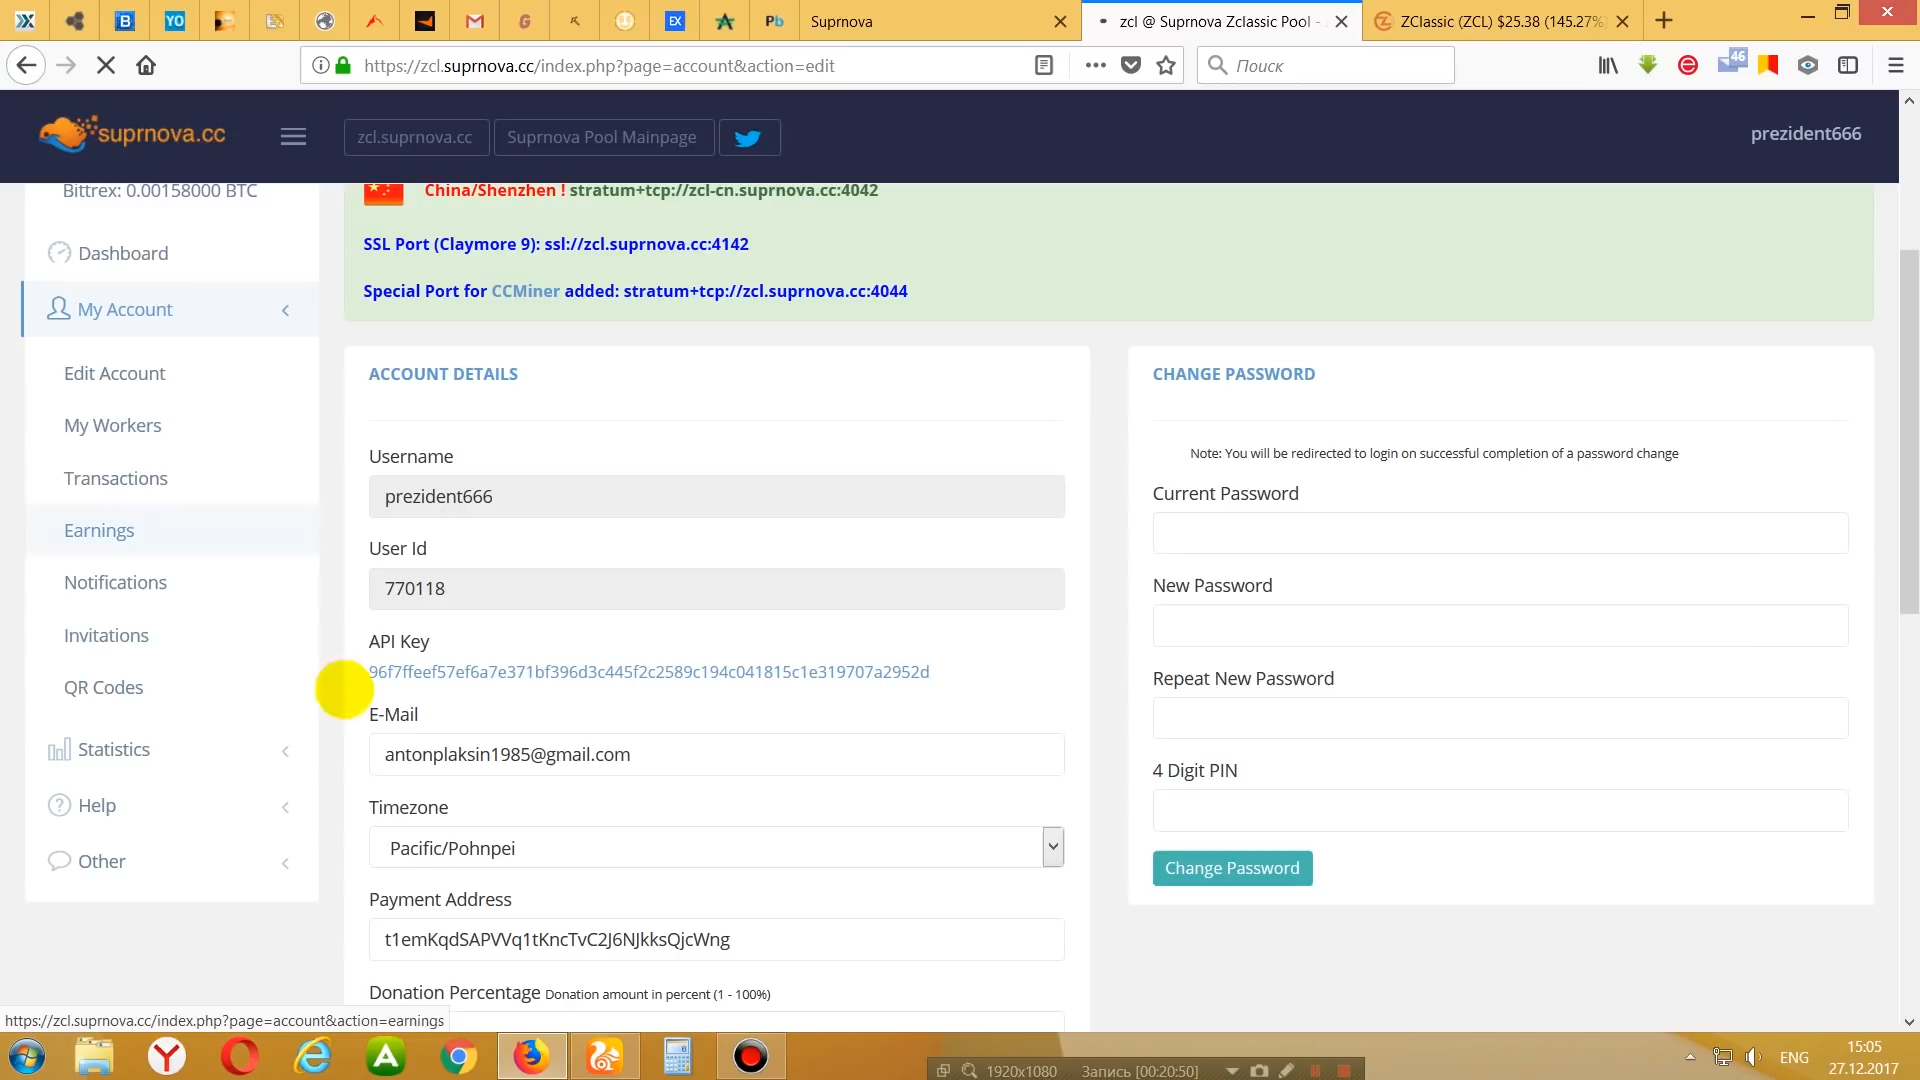 Suprnova
zcl @ Suprnova Zclassic Pool -
ZClassic (ZCL) $25.38 (145.27%)
https://zcl.suprnova.cc/index.php?page=account&action=edit
Поиск
46
suprnova.cc
zcl.suprnova.cc
Suprnova Pool Mainpage
prezident666
Bittrex: 0.00158000 BTC
Dashboard
My Account
Edit Account
My Workers
Transactions
Earnings
Notifications
Invitations
QR Codes
Statistics
Help
Other
China/Shenzhen ! stratum+tcp://zcl-cn.suprnova.cc:4042
SSL Port (Claymore 9): ssl://zcl.suprnova.cc:4142
Special Port for CCMiner added: stratum+tcp://zcl.suprnova.cc:4044
ACCOUNT DETAILS
Username
prezident666
User Id
770118
API Key
96f7ffeef57ef6a7e371bf396d3c445f2c2589c194c041815c1e319707a2952d
E-Mail
antonplaksin1985@gmail.com
Timezone
Pacific/Pohnpei
Payment Address
t1emKqdSAPVVq1tKncTvC2J6NJkksQjcWng
Donation Percentage Donation amount in percent (1 - 100%)
CHANGE PASSWORD
Note: You will be redirected to login on successful completion of a password change
Current Password
New Password
Repeat New Password
4 Digit PIN
Change Password
https://zcl.suprnova.cc/index.php?page=account&action=earnings
1920x1080
Запись [00:20:50]
ENG
15:05
27.12.2017